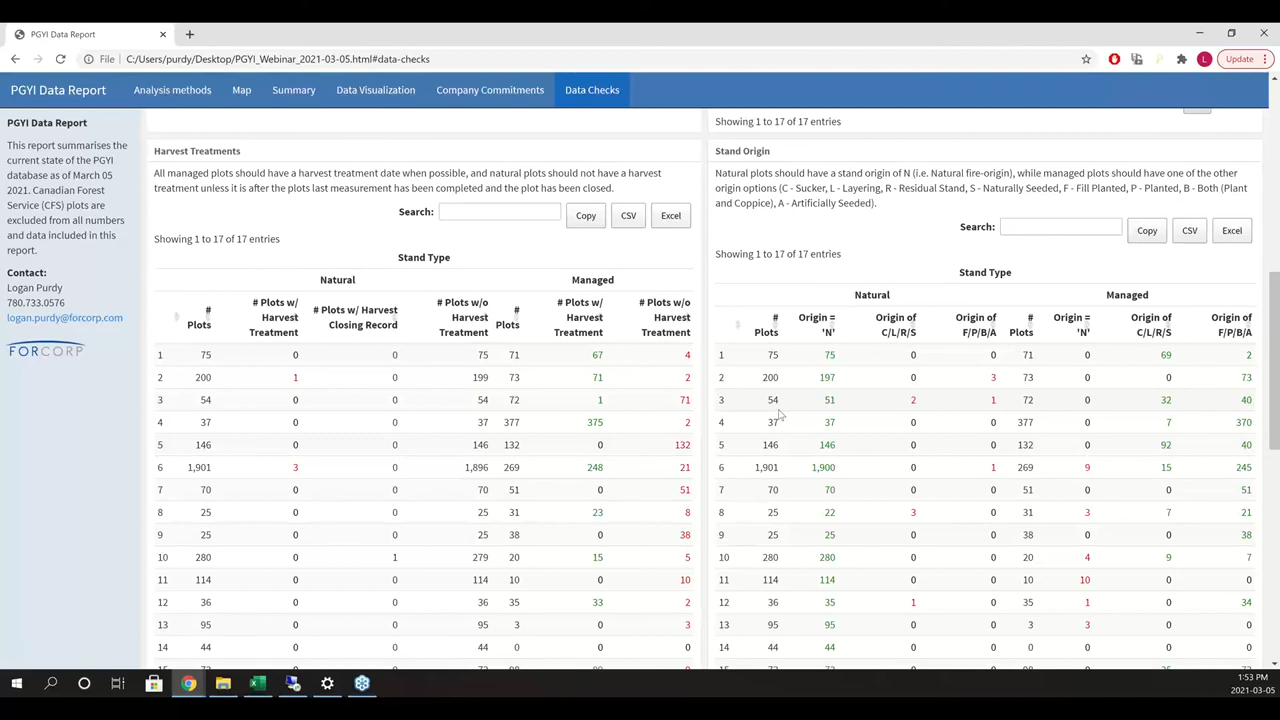 PGYI Data Report
File
C:/Users/purdy/Desktop/PGYI_Webinar_2021-03-05.html#data-checks
L
Update
PGYI Data Report
Analysis methods
Map
Summary
Data Visualization
Company Commitments
Data Checks
PGYI Data Report
This report summarises the
current state of the PGYI
database as of March 05
2021. Canadian Forest
Service (CFS) plots are
excluded from all numbers
and data included in this
report.
Contact:
Logan Purdy
780.733.0576
logan.purdy@forcorp.com
FORCORP
Showing 1 to 17 of 17 entries
Harvest Treatments
All managed plots should have a harvest treatment date when possible, and natural plots should not have a harvest
treatment unless it is after the plots last measurement has been completed and the plot has been closed.
Search:
Copy
CSV
Excel
Showing 1 to 17 of 17 entries
Stand Type
Natural
Managed
# Plots
# Plots w/ Harvest Treatment
# Plots w/ Harvest Closing Record
# Plots w/o Harvest Treatment
# Plots
# Plots w/ Harvest Treatment
# Plots w/o Harvest Treatment
1 75 0 0 75 71 67 4
2 200 1 0 199 73 71 2
3 54 0 0 54 72 1 71
4 37 0 0 37 377 375 2
5 146 0 0 146 132 0 132
6 1,901 3 0 1,896 269 248 21
7 70 0 0 70 51 0 51
8 25 0 0 25 31 23 8
9 25 0 0 25 38 0 38
10 280 0 1 279 20 15 5
11 114 0 0 114 10 0 10
12 36 0 0 36 35 33 2
13 95 0 0 95 3 0 3
14 44 0 0 44 0 0 0
Stand Origin
Natural plots should have a stand origin of N (i.e. Natural fire-origin), while managed plots should have one of the other
origin options (C - Sucker, L - Layering, R - Residual Stand, S - Naturally Seeded, F - Fill Planted, P - Planted, B - Both (Plant
and Coppice), A - Artificially Seeded).
Search:
Copy
CSV
Excel
Showing 1 to 17 of 17 entries
Stand Type
Natural
Managed
# Plots
Origin = 'N'
Origin of C/L/R/S
Origin of F/P/B/A
# Plots
Origin = 'N'
Origin of C/L/R/S
Origin of F/P/B/A
1 75 75 0 0 71 0 69 2
2 200 197 0 3 73 0 0 73
3 54 51 2 1 72 0 32 40
4 37 37 0 0 377 0 7 370
5 146 146 0 0 132 0 92 40
6 1,901 1,900 0 1 269 9 15 245
7 70 70 0 0 51 0 0 51
8 25 22 3 0 31 3 7 21
9 25 25 0 0 38 0 0 38
10 280 280 0 0 20 4 9 7
11 114 114 0 0 10 10 0 0
12 36 35 1 0 35 1 0 34
13 95 95 0 0 3 3 0 0
14 44 44 0 0 0 0 0 0
1:53 PM
2021-03-05